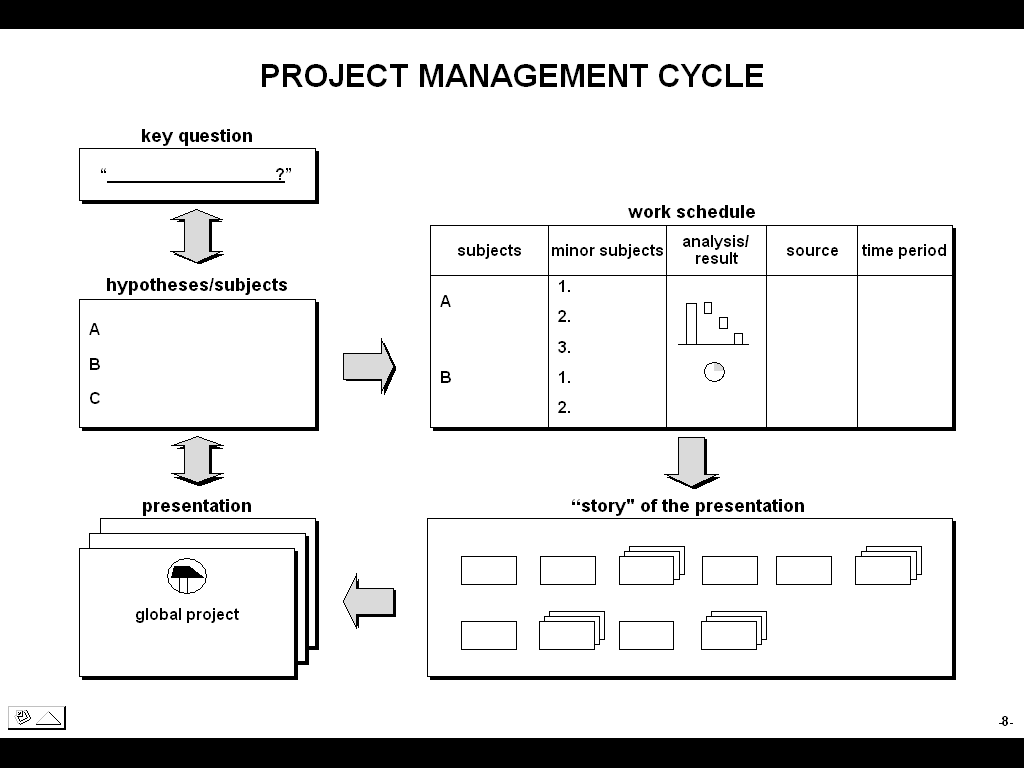 PROJECT MANAGEMENT CYCLE
key question
“____________________?”
hypotheses/subjects
A
B
C
work schedule
subjects
minor subjects
analysis/
result
source
time period
A
1.
2.
3.
B
1.
2.
presentation
global project
“story" of the presentation
-8-